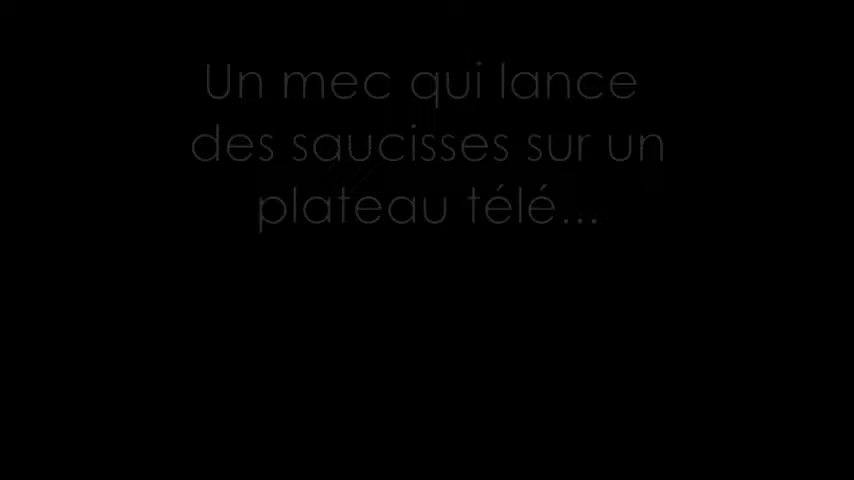 Un mec qui lance
des saucisses sur un
plateau télé...